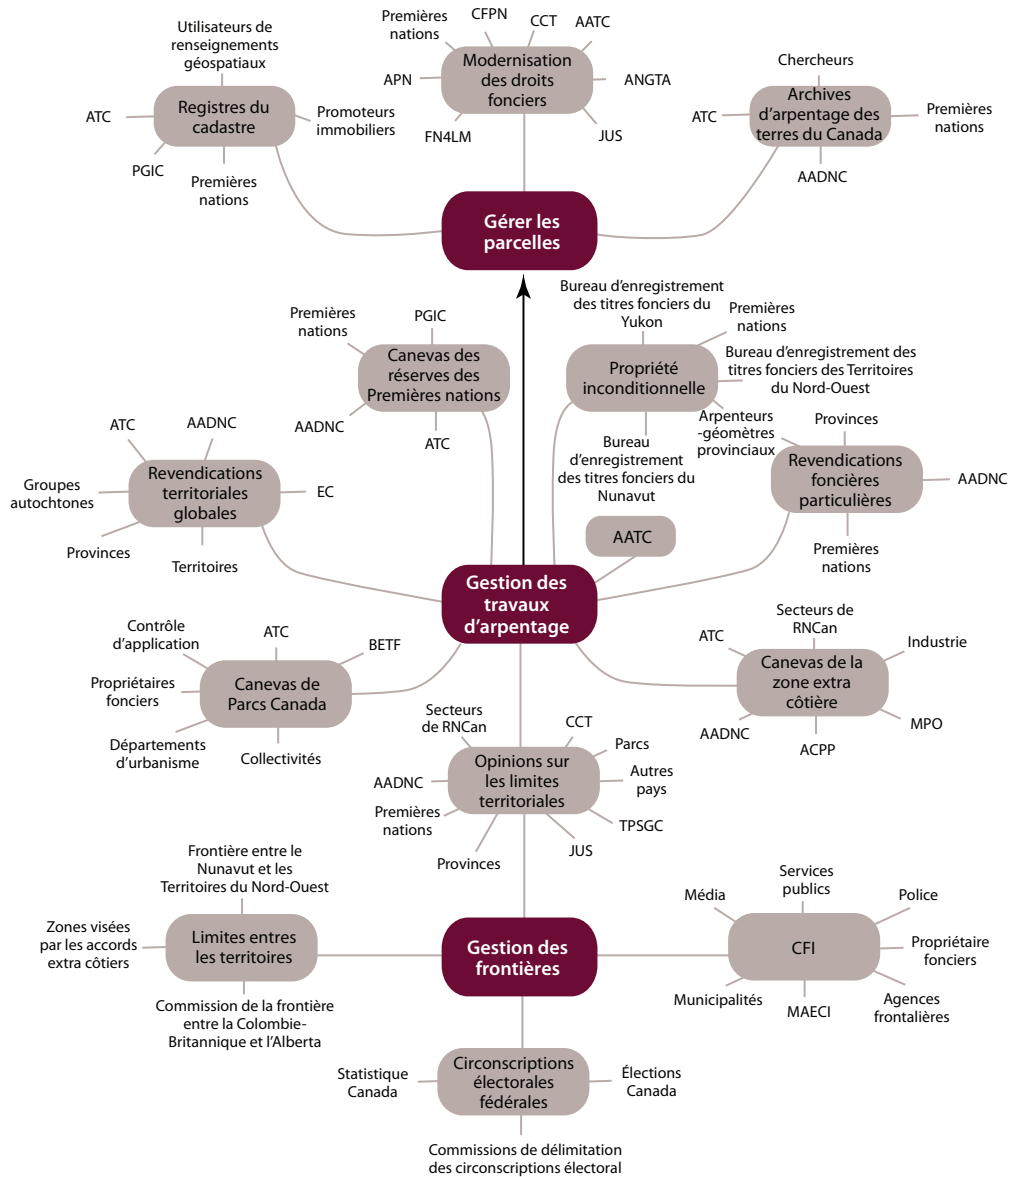 Utilisateurs de
renseignements
géospatiaux
ATC
Registres du
cadastre
Promoteurs
immobiliers
PGIC
Premières
nations
Premières
nations
CFPN
CCT
AATC
APN
Modernisation
des droits
fonciers
ANGTA
FN4LM
JUS
Chercheurs
ATC
Archives
d’arpentage des
terres du Canada
Premières
nations
AADNC
Gérer les
parcelles
Premières
nations
PGIC
Canevas des
réserves des
Premières nations
AADNC
ATC
Bureau d’enregistrement
des titres fonciers du
Yukon
Premières
nations
Propriété
inconditionnelle
Bureau d’enregistrement des
titres fonciers des Territoires
du Nord-Ouest
Arpenteurs
-géomètres
provinciaux
Bureau
d’enregistrement
des titres fonciers du
Nunavut
ATC
AADNC
Groupes
autochtones
Revendications
territoriales
globales
EC
Provinces
Territoires
Provinces
Revendications
foncières
particulières
AADNC
Premières
nations
AATC
Gestion des
travaux
d’arpentage
Contrôle
d’application
ATC
BETF
Propriétaires
fonciers
Canevas de
Parcs Canada
Départements
d’urbanisme
Collectivités
Secteurs de
RNCan
ATC
Industrie
Canevas de la
zone extra
côtière
AADNC
ACPP
MPO
Secteurs
de RNCan
CCT
Parcs
AADNC
Opinions sur
les limites
territoriales
Autres
pays
Premières
nations
TPSGC
Provinces
JUS
Frontière entre le
Nunavut et les
Territoires du Nord-Ouest
Zones visées
par les accords
extra côtiers
Limites entres
les territoires
Commission de la frontière
entre la Colombie-
Britannique et l’Alberta
Gestion des
frontières
Média
Services
publics
Police
CFI
Propriétaire
fonciers
Municipalités
MAECI
Agences
frontalières
Statistique
Canada
Circonscriptions
électorales
fédérales
Élections
Canada
Commissions de délimitation
des circonscriptions électoral